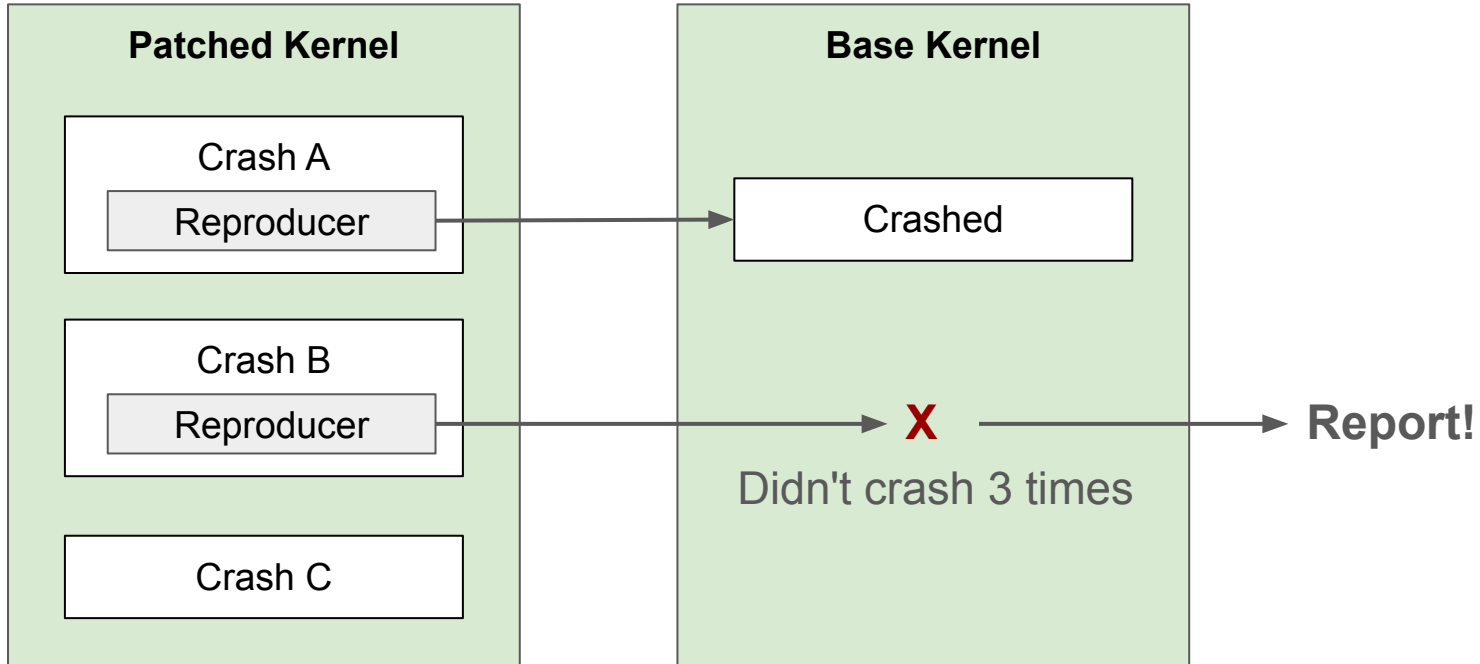 Patched Kernel
Base Kernel
Crash A
Reproducer
Crashed
Crash B
Reproducer
X
Report!
Didn't crash 3 times
Crash C